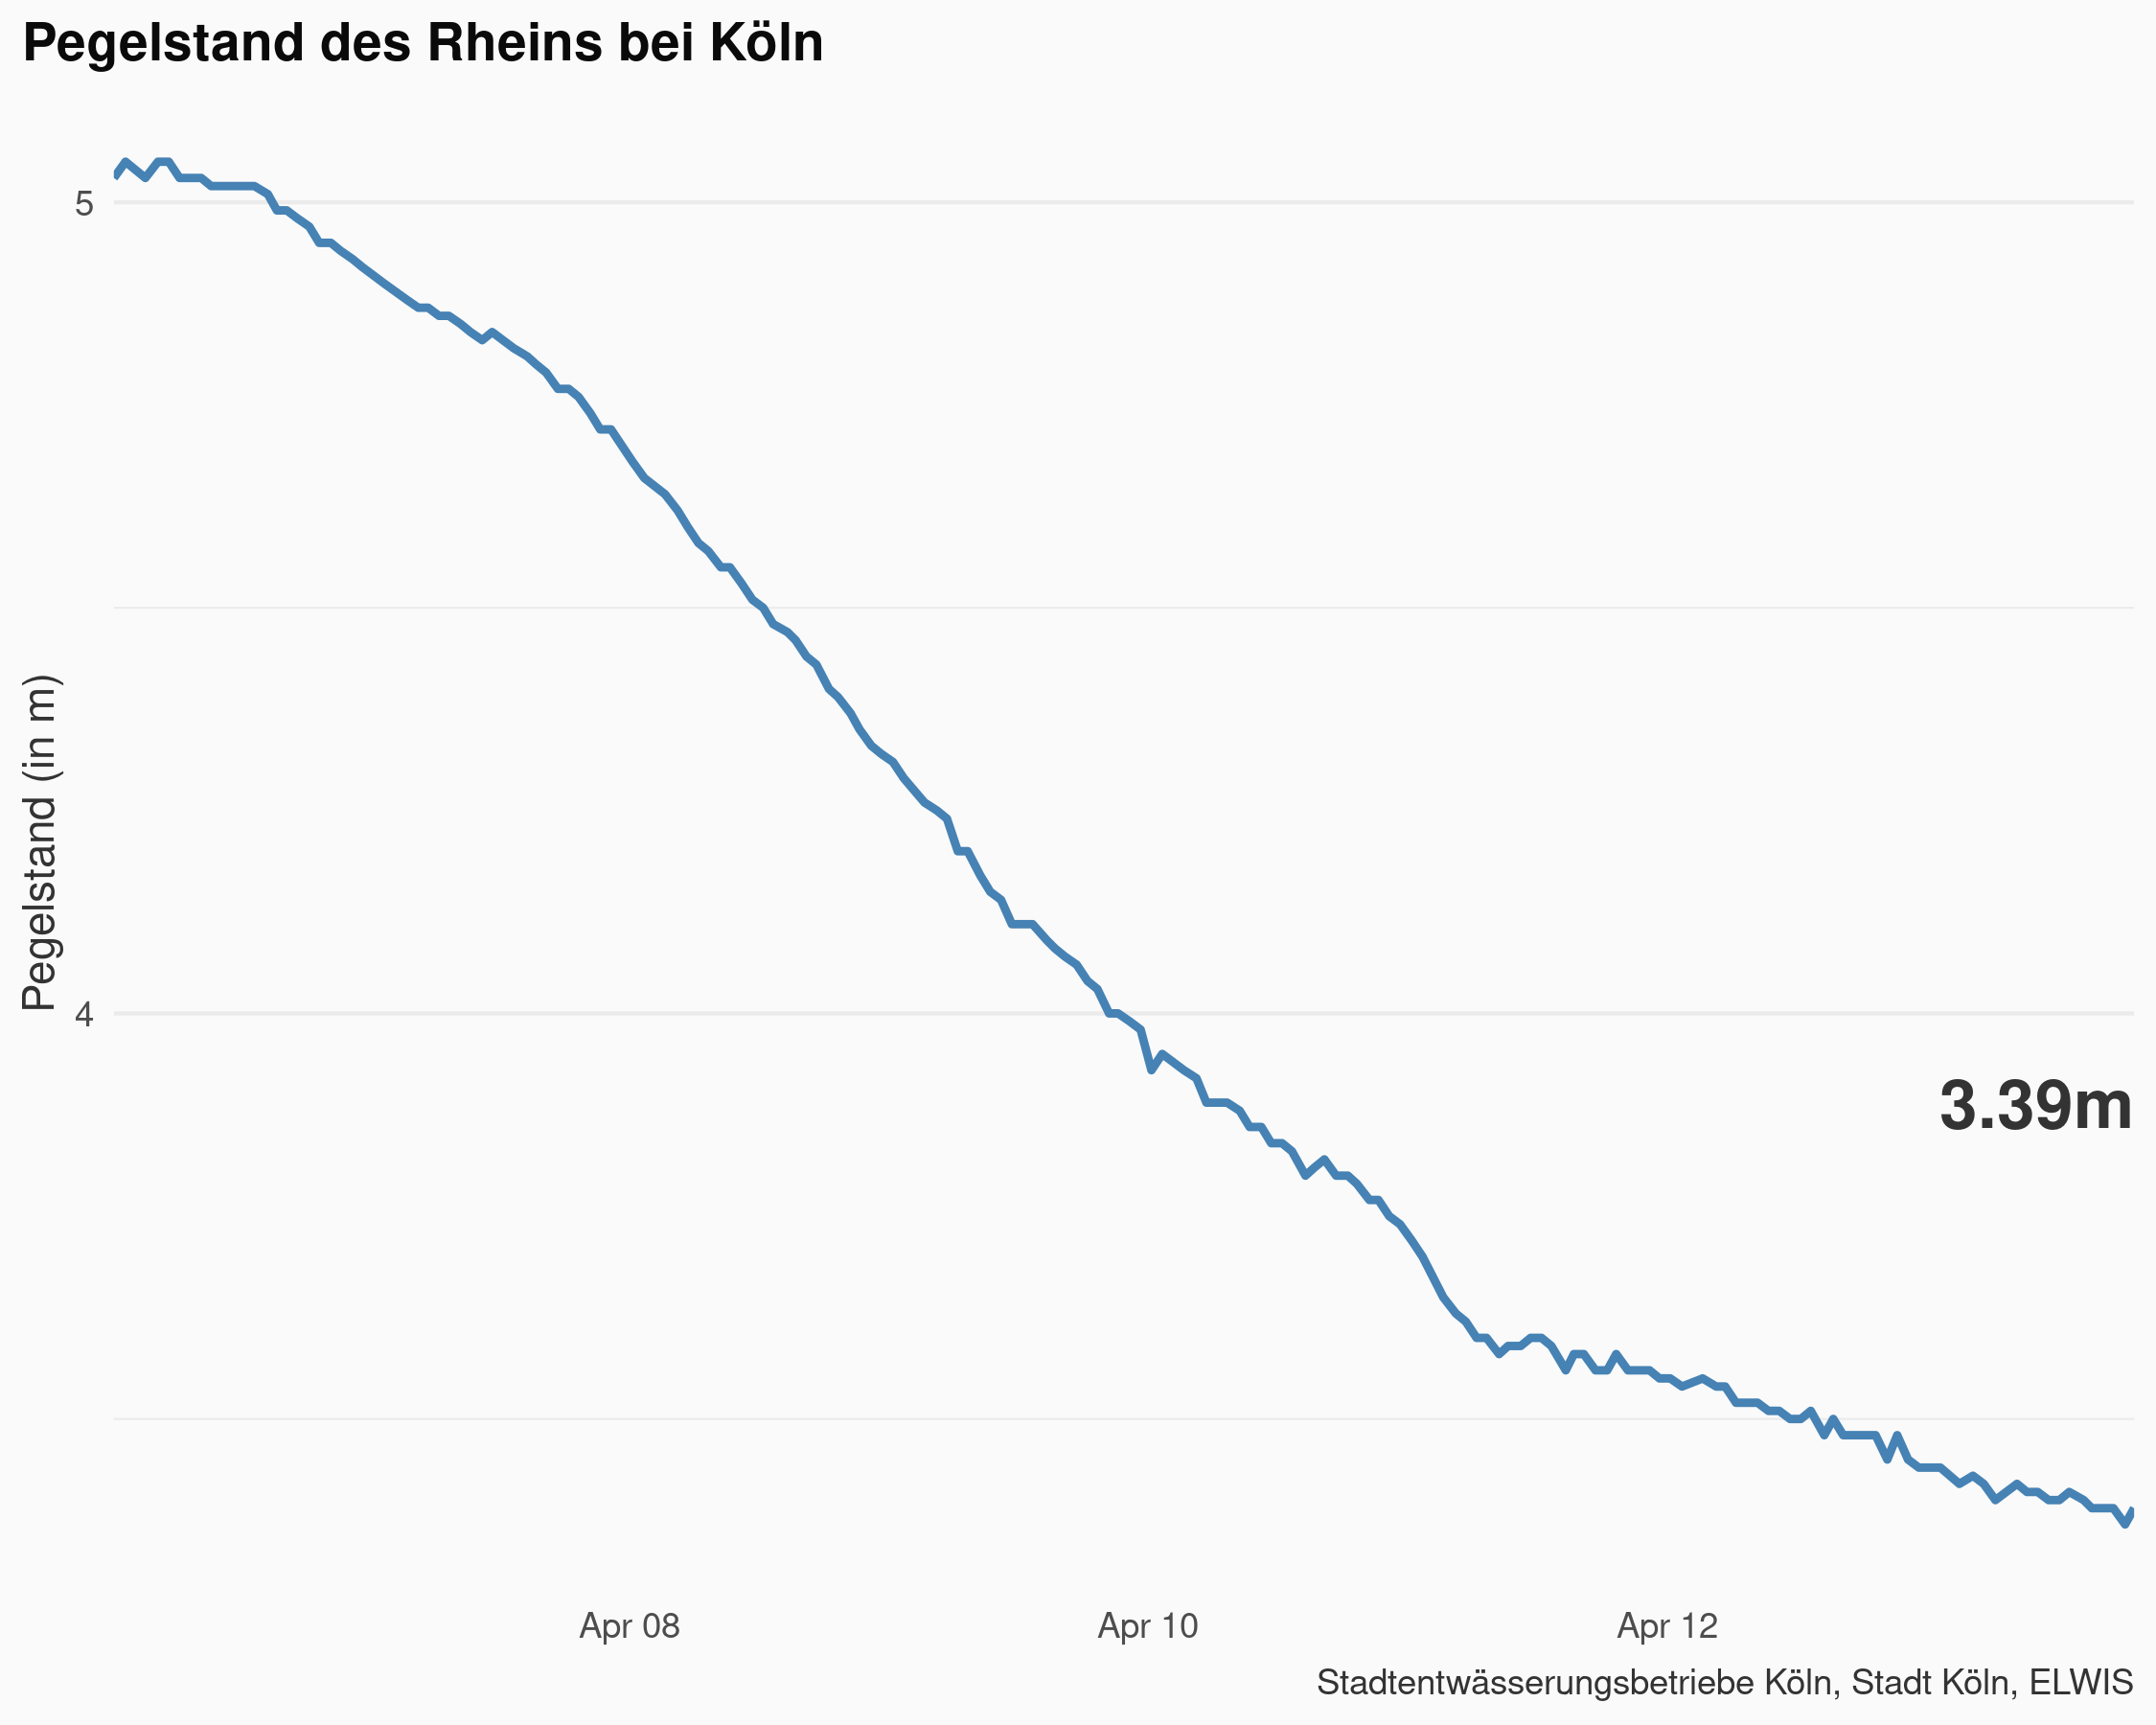 Pegelstand des Rheins bei Köln
5
Pegelstand (in m)
4
3.39m
Apr 08
Apr 10
Apr 12
Stadtentwässerungsbetriebe Köln, Stadt Köln, ELWIS